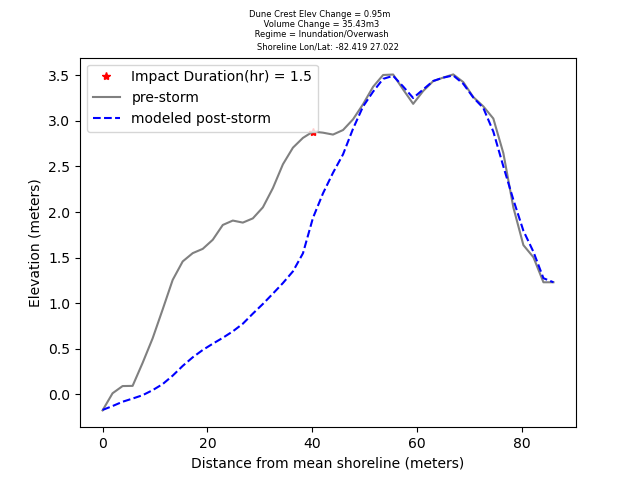 Dune Crest Elev Change = 0.95m
Volume Change = 35.43m3
Regime = Inundation/Overwash
Shoreline Lon/Lat: -82.419 27.022
Impact Duration(hr) = 1.5
pre-storm
modeled post-storm
3.5
3.0
2.5
2.0
1.5
1.0
0.5
0.0
Elevation (meters)
0 20 40 60 80
Distance from mean shoreline (meters)